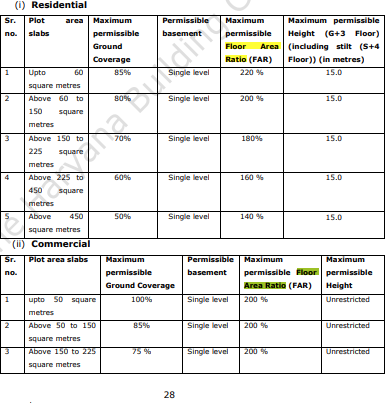 (i) Residential
Sr. no. | Plot area slabs | Maximum permissible Ground Coverage | Permissible basement | Maximum permissible Floor Area Ratio (FAR) | Maximum permissible Height (G+3 Floor) (including stilt (S+4 Floor)) (in metres)
1 | Upto 60 square metres | 85% | Single level | 220 % | 15.0
2 | Above 60 to 150 square metres | 80% | Single level | 200 % | 15.0
3 | Above 150 to 225 square metres | 70% | Single level | 180% | 15.0
4 | Above 225 to 450 square metres | 60% | Single level | 160 % | 15.0
5 | Above 450 square metres | 50% | Single level | 140 % | 15.0
(ii) Commercial
Sr. no. | Plot area slabs | Maximum permissible Ground Coverage | Permissible basement | Maximum permissible Floor Area Ratio (FAR) | Maximum permissible Height
1 | upto 50 square metres | 100% | Single level | 200 % | Unrestricted
2 | Above 50 to 150 square metres | 85% | Single level | 200 % | Unrestricted
3 | Above 150 to 225 square metres | 75 % | Single level | 200 % | Unrestricted
28
Haryana Building